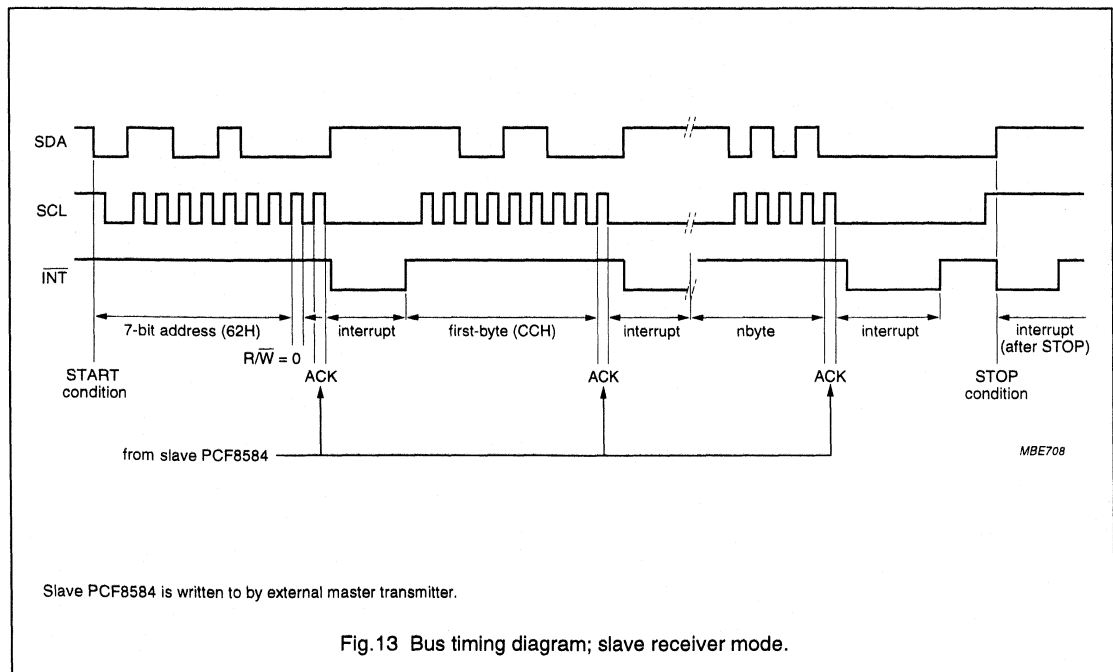 SDA
SCL
INT
7-bit address (62H)
interrupt
first-byte (CCH)
interrupt
nbyte
interrupt
interrupt
(after STOP)
R/W = 0
START
condition
ACK
ACK
ACK
STOP
condition
from slave PCF8584
MBE708
Slave PCF8584 is written to by external master transmitter.
Fig.13 Bus timing diagram; slave receiver mode.